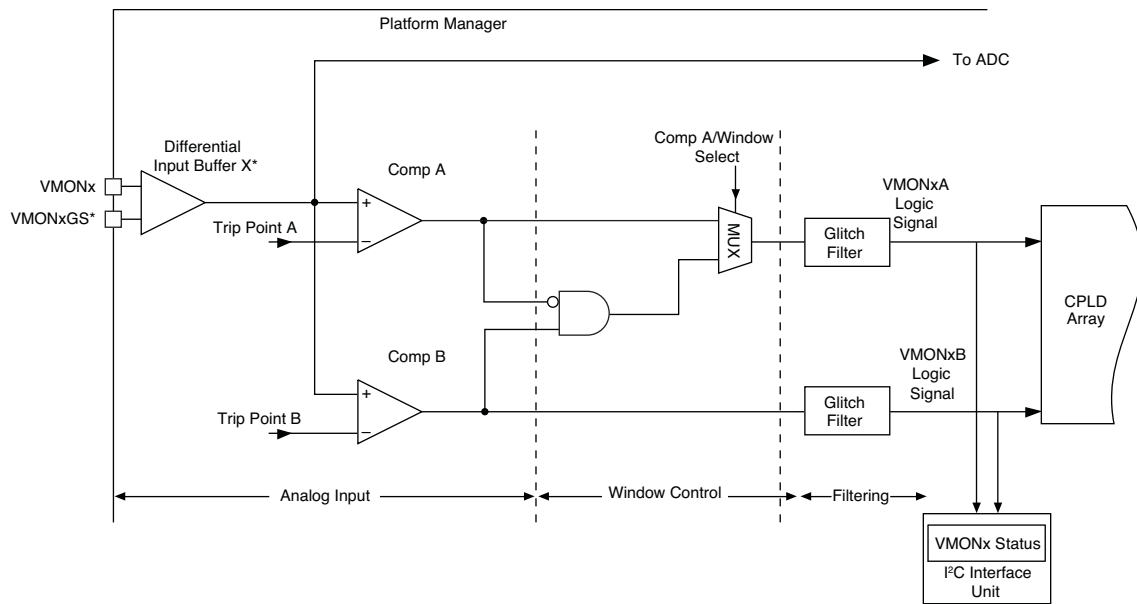 Platform Manager
To ADC
Differential
Input Buffer X*
Comp A/Window
Select
Comp A
VMONx
VMONxGS*
Trip Point A
+
–
MUX
Glitch
Filter
VMONxA
Logic
Signal
CPLD
Array
Comp B
Trip Point B
+
–
Glitch
Filter
VMONxB
Logic
Signal
Analog Input
Window Control
Filtering
VMONx Status
I²C Interface
Unit